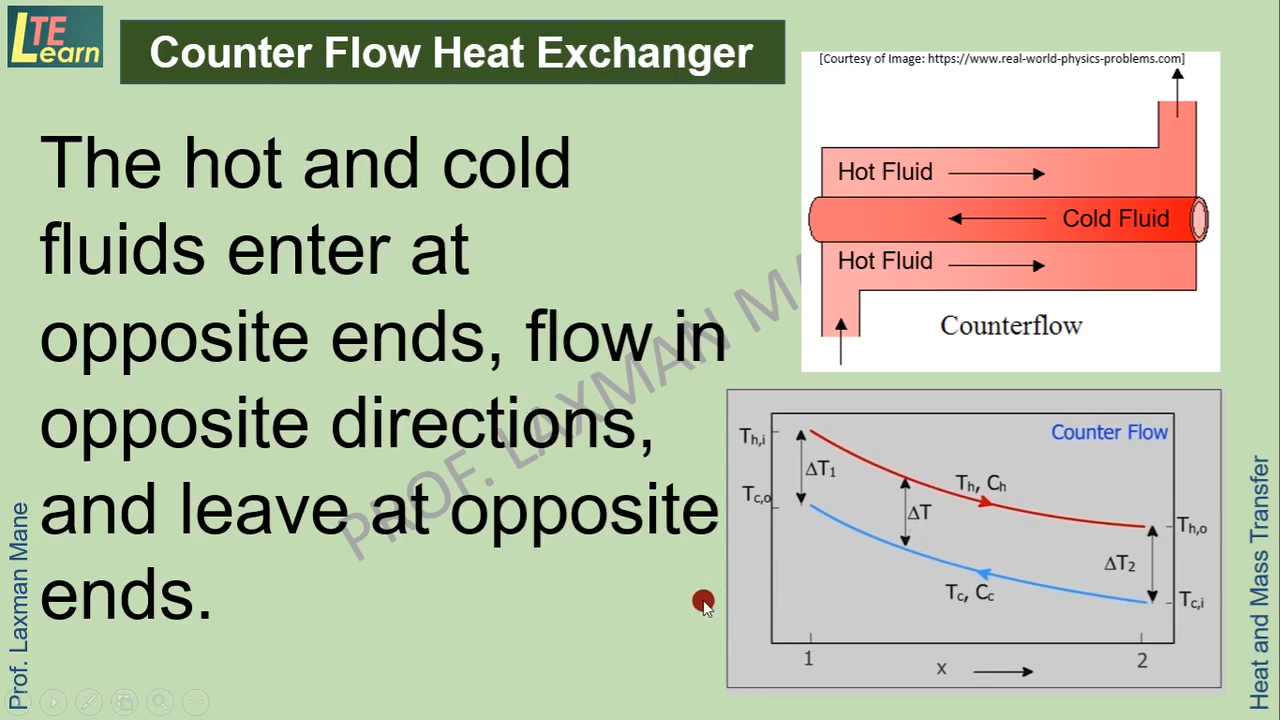 LTE
Learn
Counter Flow Heat Exchanger
[Courtesy of Image: https://www.real-world-physics-problems.com]
The hot and cold
fluids enter at
opposite ends, flow in
opposite directions,
and leave at opposite
ends.
Hot Fluid
Cold Fluid
Hot Fluid
Counterflow
Counter Flow
Th,i
ΔT1
Tc,o
Th, Ch
ΔT
Th,o
ΔT2
Tc, Cc
Tc,i
1
x
2
PROF. LAXMAN MA
Prof. Laxman Mane
Heat and Mass Transfer